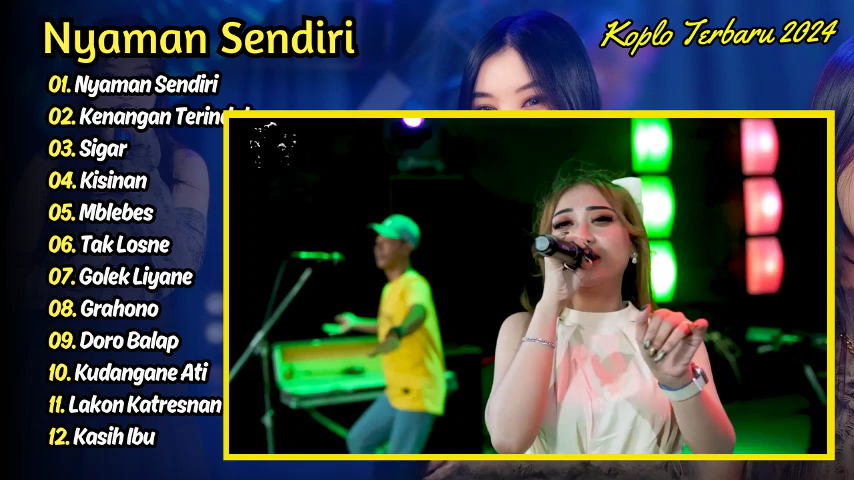 Nyaman Sendiri
Koplo Terbaru 2024
01. Nyaman Sendiri
02. Kenangan
03. Sigar
04. Kisinan
05. Mblebes
06. Tak Losne
07. Golek Liyane
08. Grahono
09. Doro Balap
10. Kudangane Ati
11. Lakon Katresnan
12. Kasih Ibu